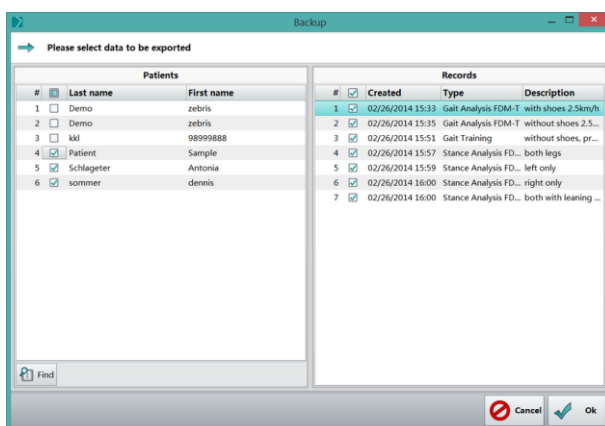 Backup
Please select data to be exported
Patients
# Last name First name
1 Demo zebris
2 Demo zebris
3 kkl 98999888
4 Patient Sample
5 Schlageter Antonia
6 sommer dennis
Find
Records
# Created Type Description
1 02/26/2014 15:33 Gait Analysis FDM-T with shoes 2.5km/h
2 02/26/2014 15:35 Gait Analysis FDM-T without shoes 2.5...
3 02/26/2014 15:51 Gait Training without shoes, pr...
4 02/26/2014 15:57 Stance Analysis FD... both legs
5 02/26/2014 15:59 Stance Analysis FD... left only
6 02/26/2014 16:00 Stance Analysis FD... right only
7 02/26/2014 16:00 Stance Analysis FD... both with leaning ...
Cancel Ok